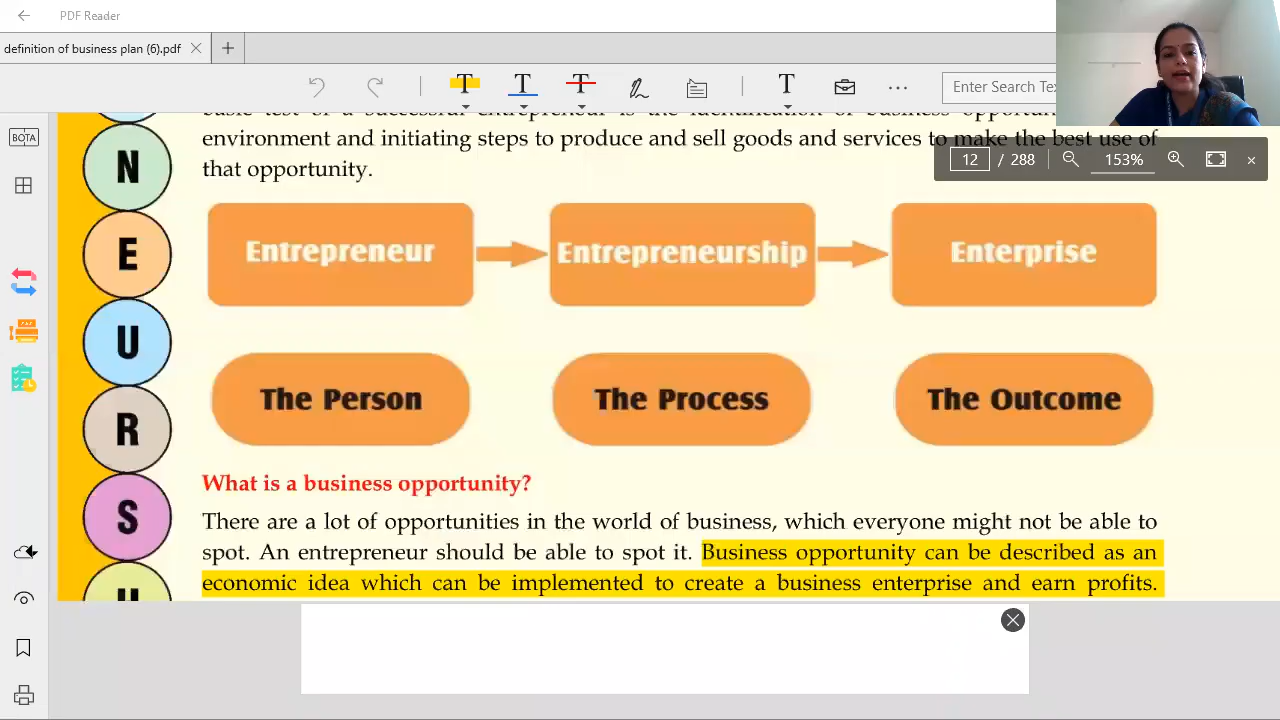 PDF Reader
definition of business plan (6).pdf
T T T T Enter Search Tex
BOTA
12 / 288 153%
environment and initiating steps to produce and sell goods and services to make the best use of
that opportunity.
N
E
U
R
S
Entrepreneur Entrepreneurship Enterprise
The Person The Process The Outcome
What is a business opportunity?
There are a lot of opportunities in the world of business, which everyone might not be able to
spot. An entrepreneur should be able to spot it. Business opportunity can be described as an
economic idea which can be implemented to create a business enterprise and earn profits.